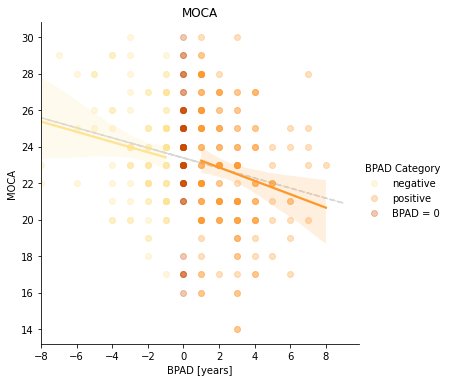 MOCA
30
28
26
24
22
20
18
16
14
MOCA
−8
−6
−4
−2
0
2
4
6
8
BPAD [years]
BPAD Category
negative
positive
BPAD = 0